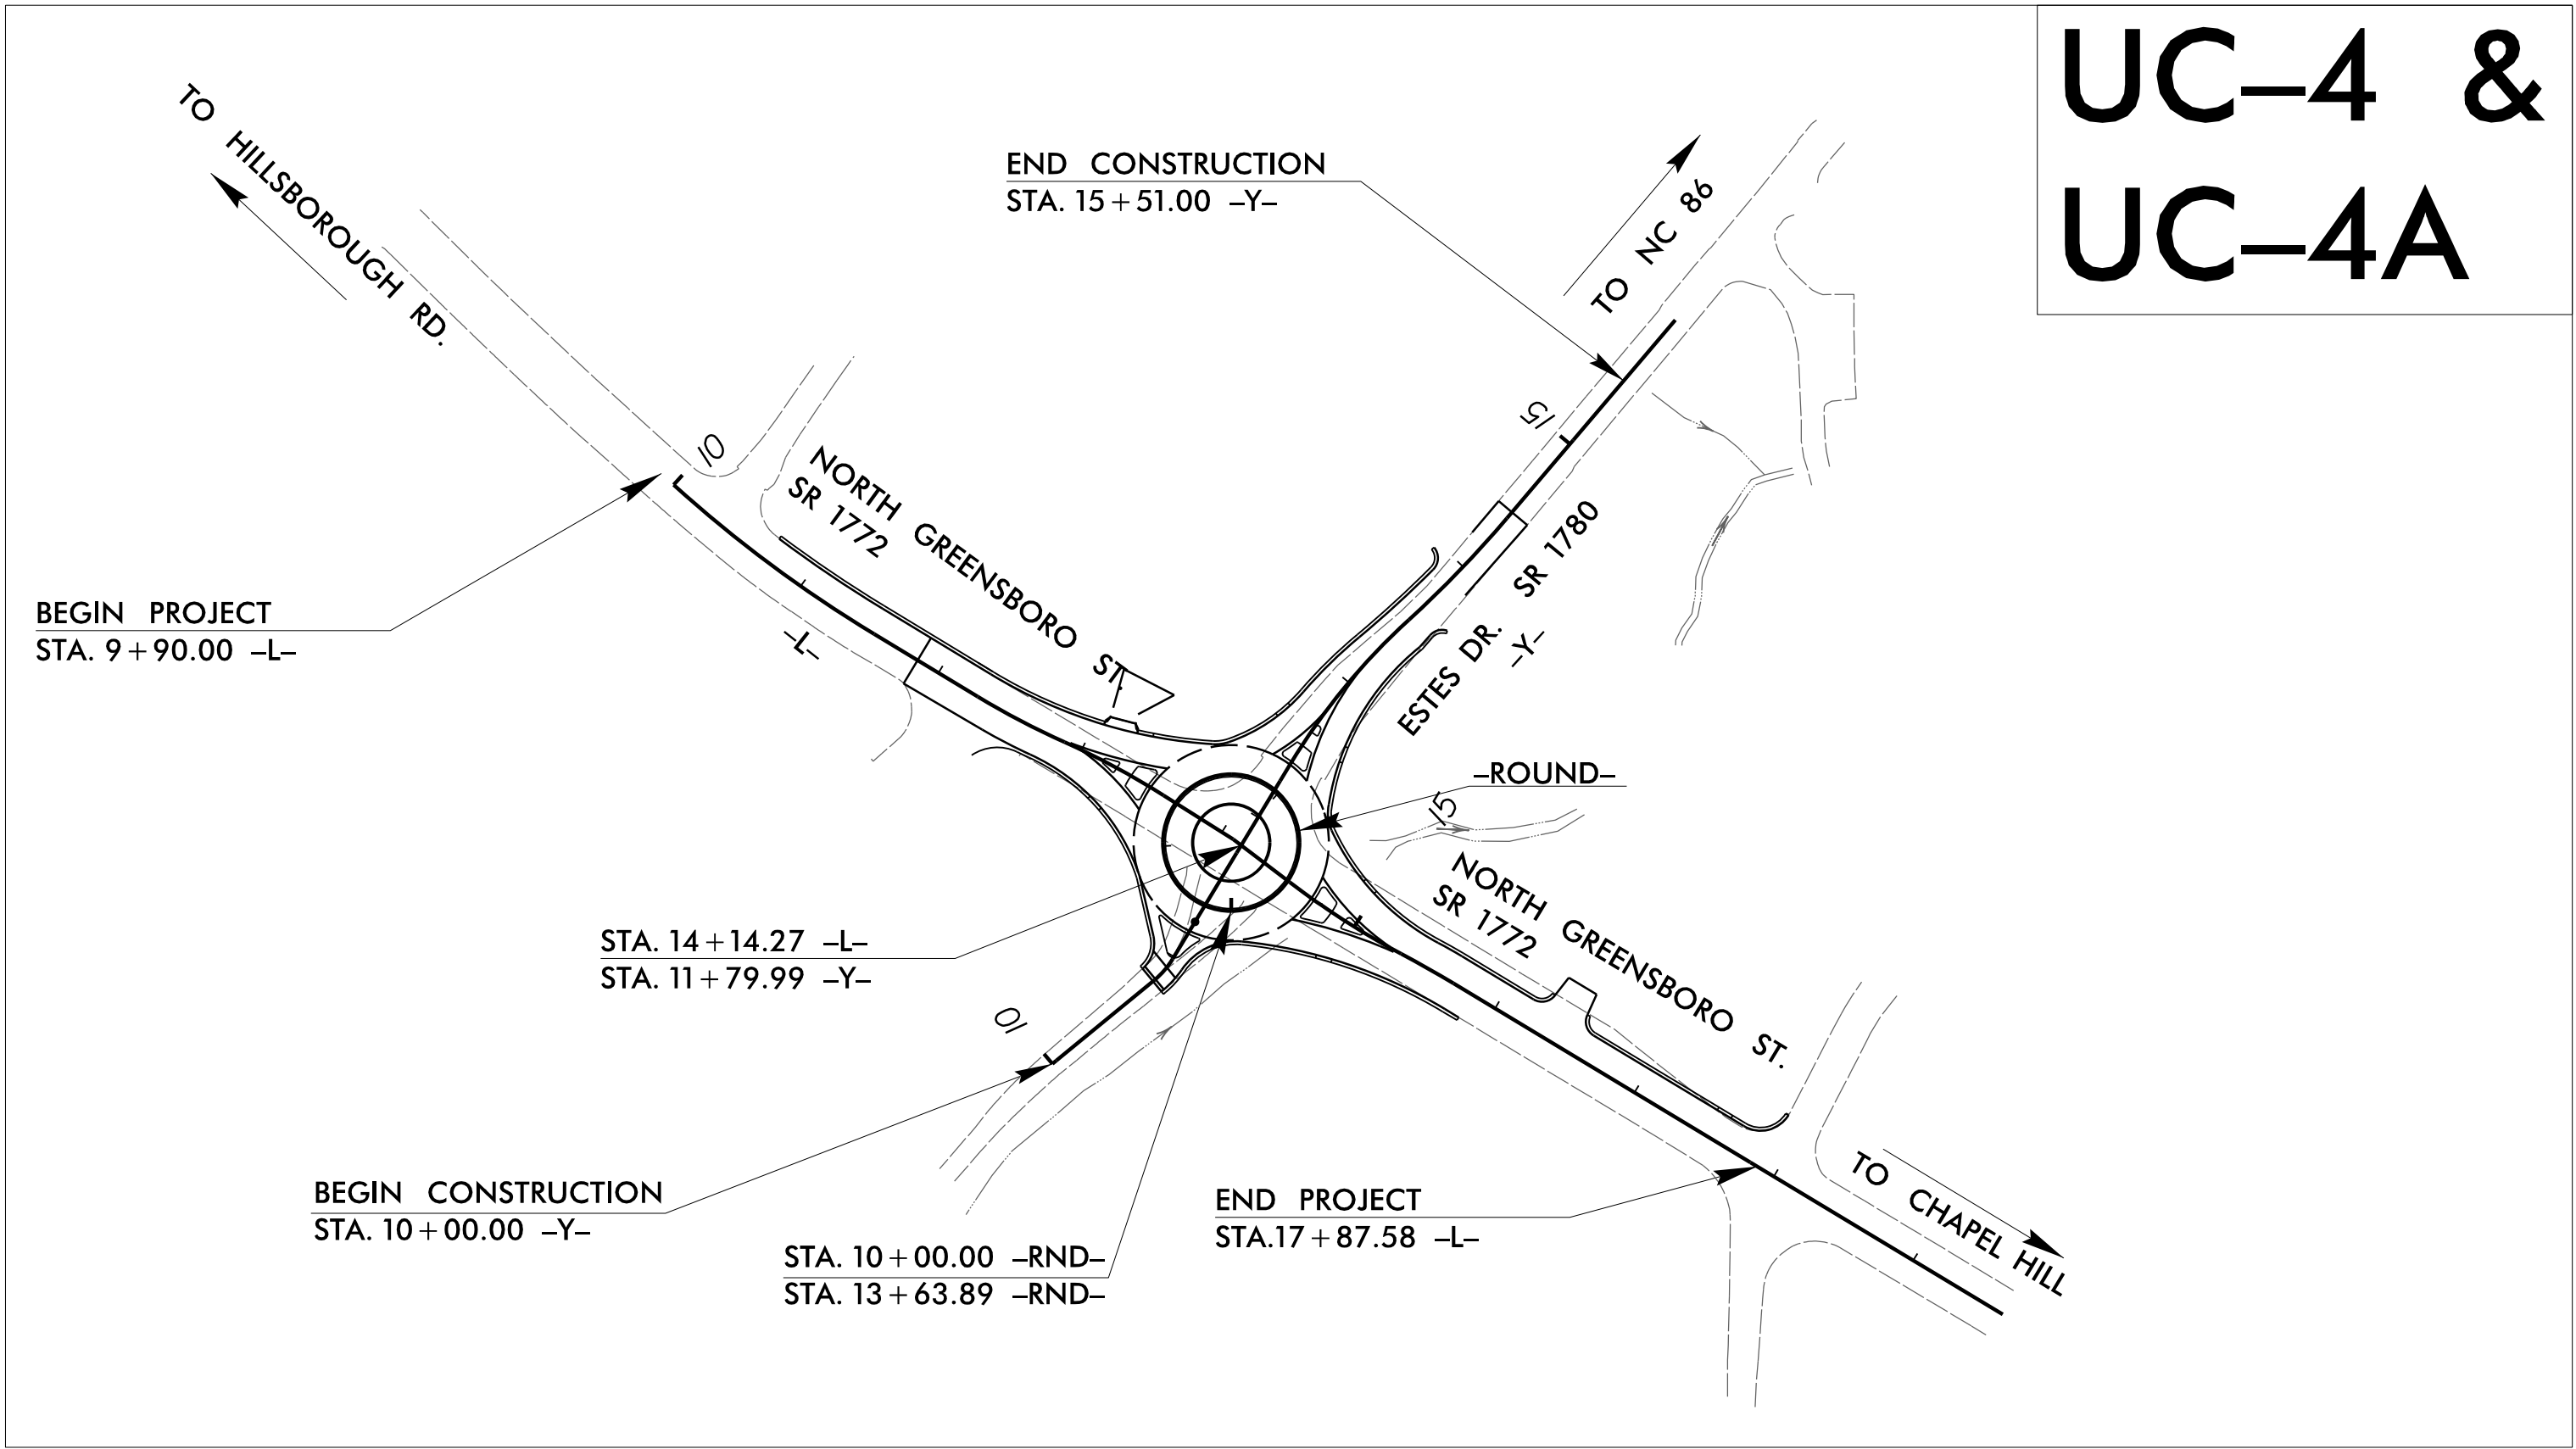 UC–4 &
UC–4A
TO HILLSBOROUGH RD.
END CONSTRUCTION
STA. 15+51.00 –Y–
TO NC 86
15
10
NORTH GREENSBORO ST.
SR 1772
BEGIN PROJECT
STA. 9+90.00 –L–
–L–
ESTES DR. SR 1780
–Y–
–ROUND–
15
NORTH GREENSBORO ST.
SR 1772
STA. 14+14.27 –L–
STA. 11+79.99 –Y–
10
BEGIN CONSTRUCTION
STA. 10+00.00 –Y–
STA. 10+00.00 –RND–
STA. 13+63.89 –RND–
END PROJECT
STA.17+87.58 –L–
TO CHAPEL HILL